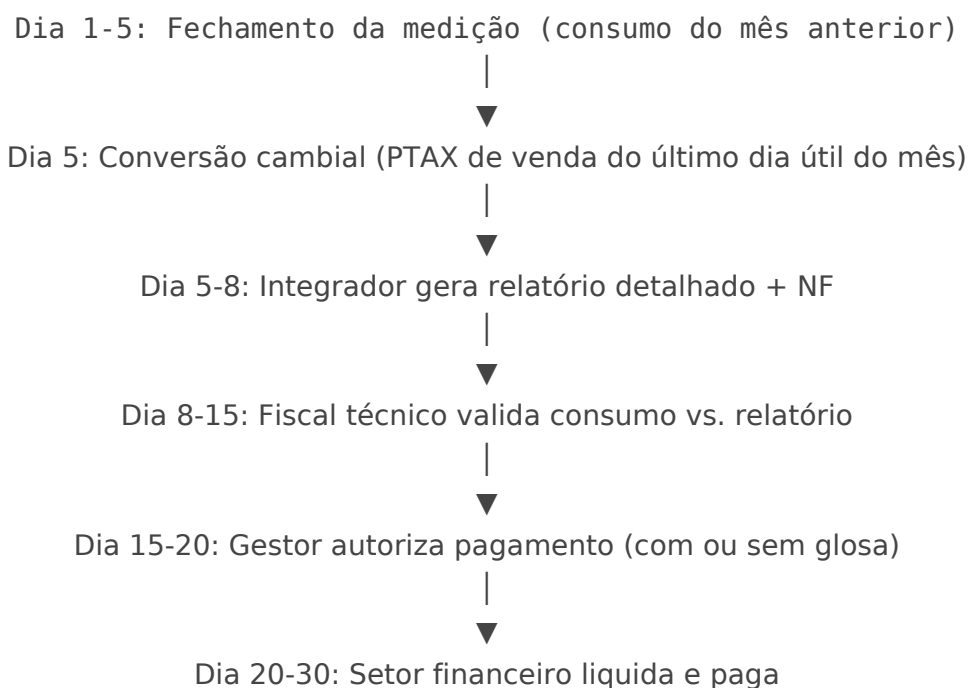 Dia 1-5: Fechamento da medição (consumo do mês anterior)
Dia 5: Conversão cambial (PTAX de venda do último dia útil do mês)
Dia 5-8: Integrador gera relatório detalhado + NF
Dia 8-15: Fiscal técnico valida consumo vs. relatório
Dia 15-20: Gestor autoriza pagamento (com ou sem glosa)
Dia 20-30: Setor financeiro liquida e paga